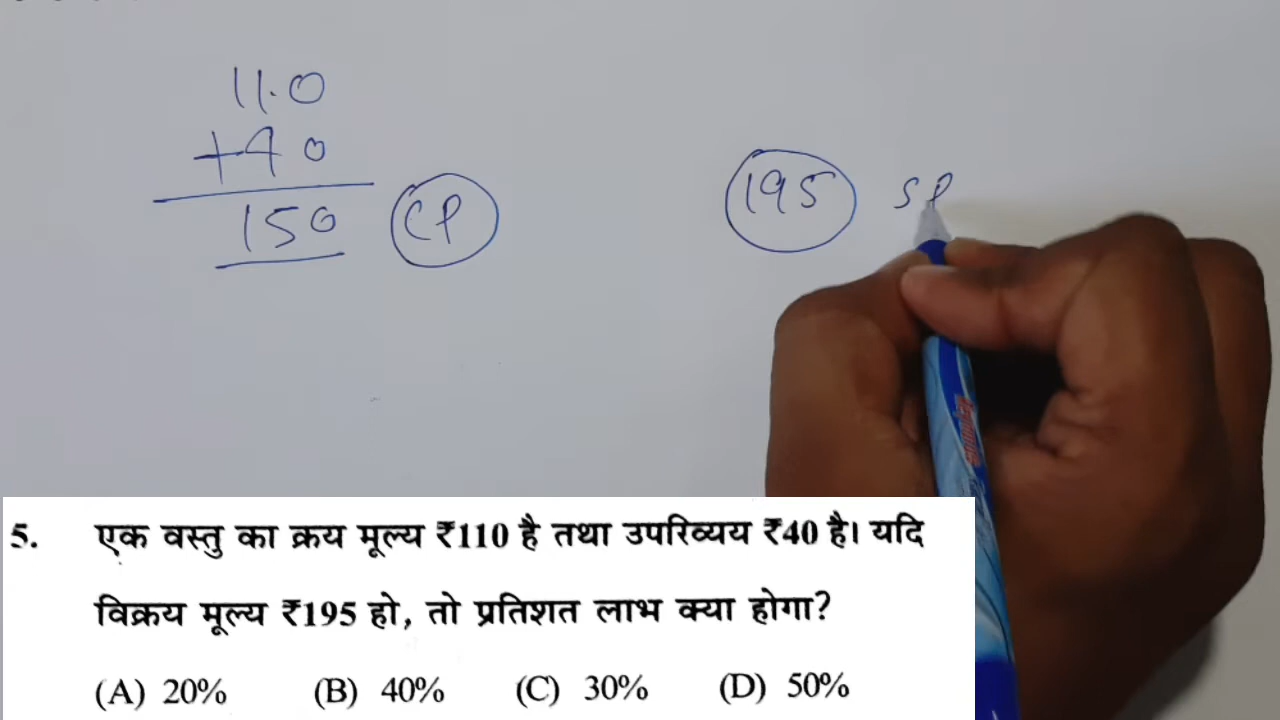 110
+40
150 CP
195 SP
5. एक वस्तु का क्रय मूल्य ₹110 है तथा उपरिव्यय ₹40 है। यदि
विक्रय मूल्य ₹195 हो, तो प्रतिशत लाभ क्या होगा?
(A) 20% (B) 40% (C) 30% (D) 50%